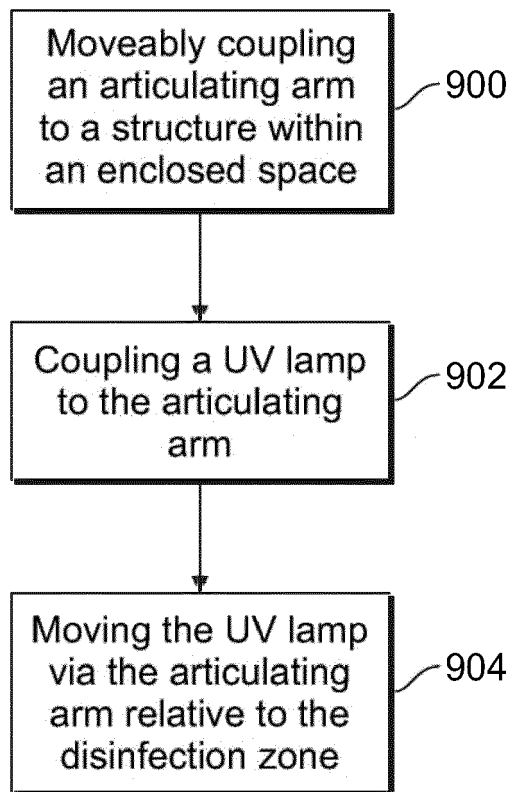 Moveably coupling
an articulating arm
to a structure within
an enclosed space
900
Coupling a UV lamp
to the articulating
arm
902
Moving the UV lamp
via the articulating
arm relative to the
disinfection zone
904